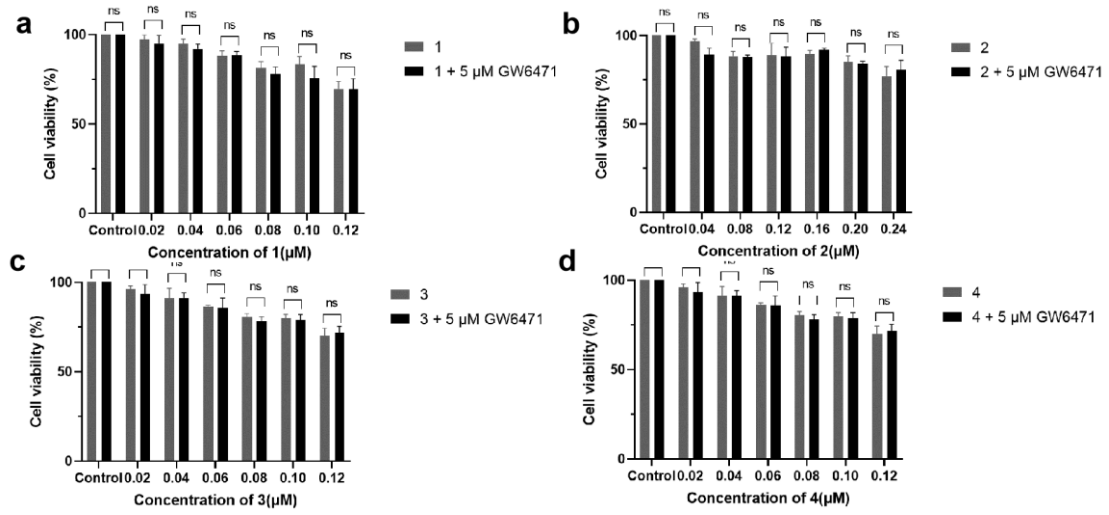 a
ns ns ns ns ns ns ns
100
50
0
Cell viability (%)
Control 0.02 0.04 0.06 0.08 0.10 0.12
Concentration of 1(µM)
1
1 + 5 µM GW6471
b
ns ns ns ns ns ns ns
100
50
0
Cell viability (%)
Control 0.04 0.08 0.12 0.16 0.20 0.24
Concentration of 2(µM)
2
2 + 5 µM GW6471
c
ns ns ns ns ns
100
50
0
Cell viability (%)
Control 0.02 0.04 0.06 0.08 0.10 0.12
Concentration of 3(µM)
3
3 + 5 µM GW6471
d
ns ns ns ns ns
100
50
0
Cell viability (%)
Control 0.02 0.04 0.06 0.08 0.10 0.12
Concentration of 4(µM)
4
4 + 5 µM GW6471